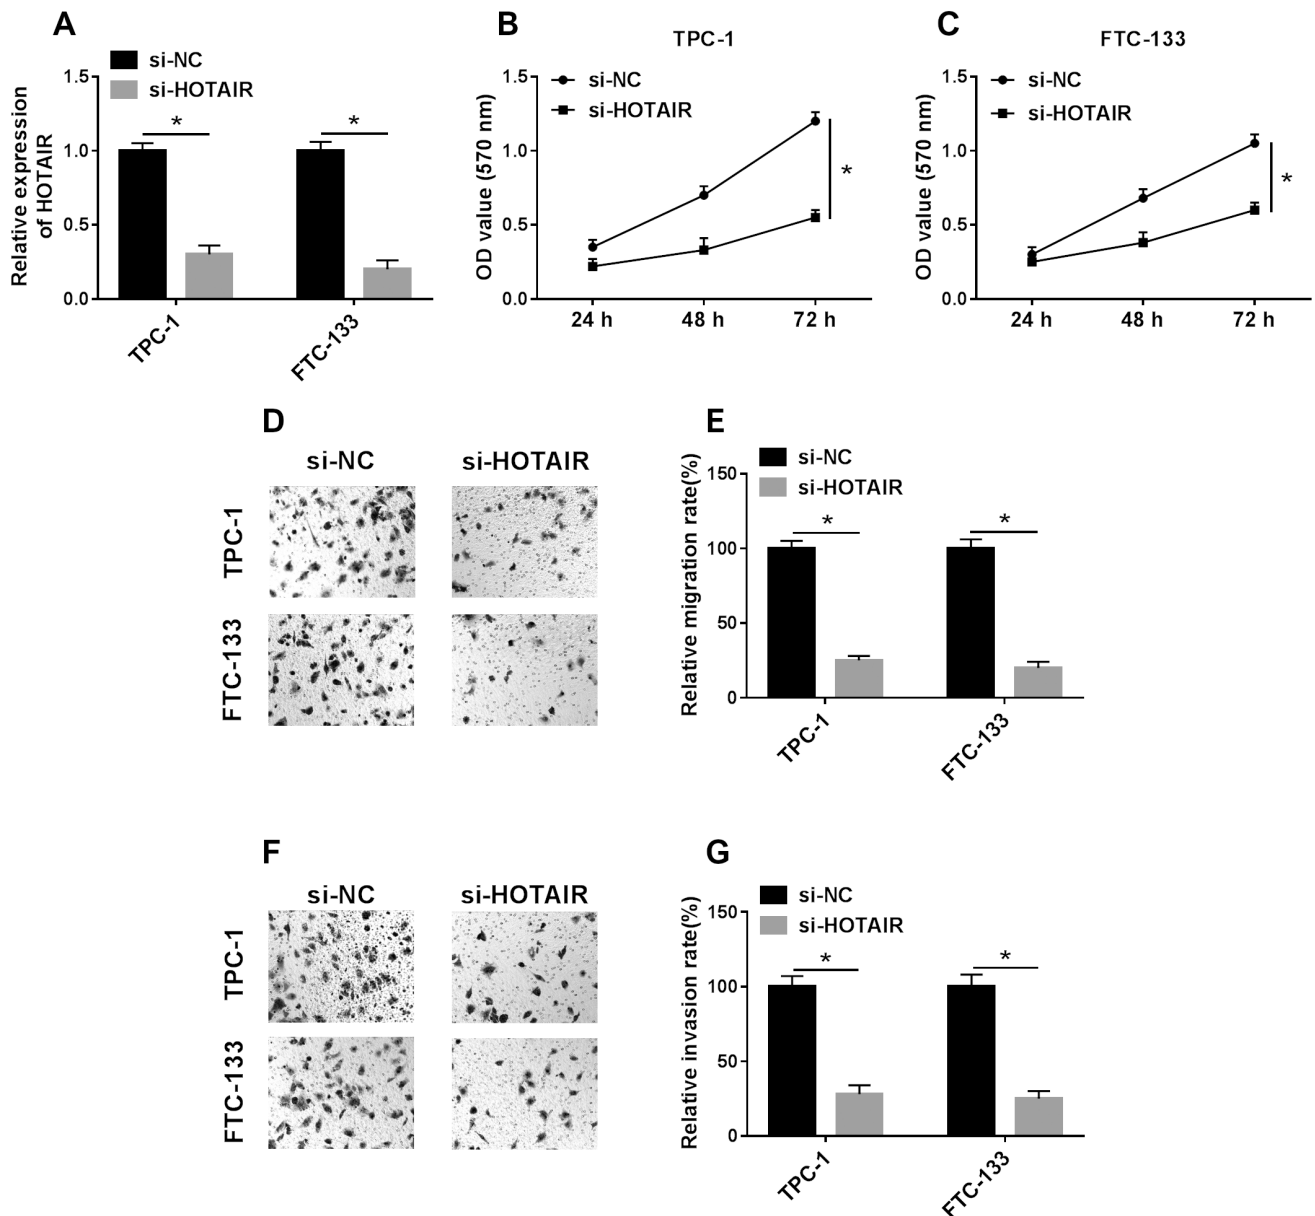 A
si-NC
si-HOTAIR
Relative expression
of HOTAIR
1.5
1.0
0.5
0.0
*
*
TPC-1
FTC-133
B
TPC-1
si-NC
si-HOTAIR
OD value (570 nm)
1.5
1.0
0.5
0.0
*
24 h
48 h
72 h
C
FTC-133
si-NC
si-HOTAIR
OD value (570 nm)
1.5
1.0
0.5
0.0
*
24 h
48 h
72 h
D
si-NC
si-HOTAIR
TPC-1
FTC-133
E
si-NC
si-HOTAIR
Relative migration rate(%)
150
100
50
0
*
*
TPC-1
FTC-133
F
si-NC
si-HOTAIR
TPC-1
FTC-133
G
si-NC
si-HOTAIR
Relative invasion rate(%)
150
100
50
0
*
*
TPC-1
FTC-133